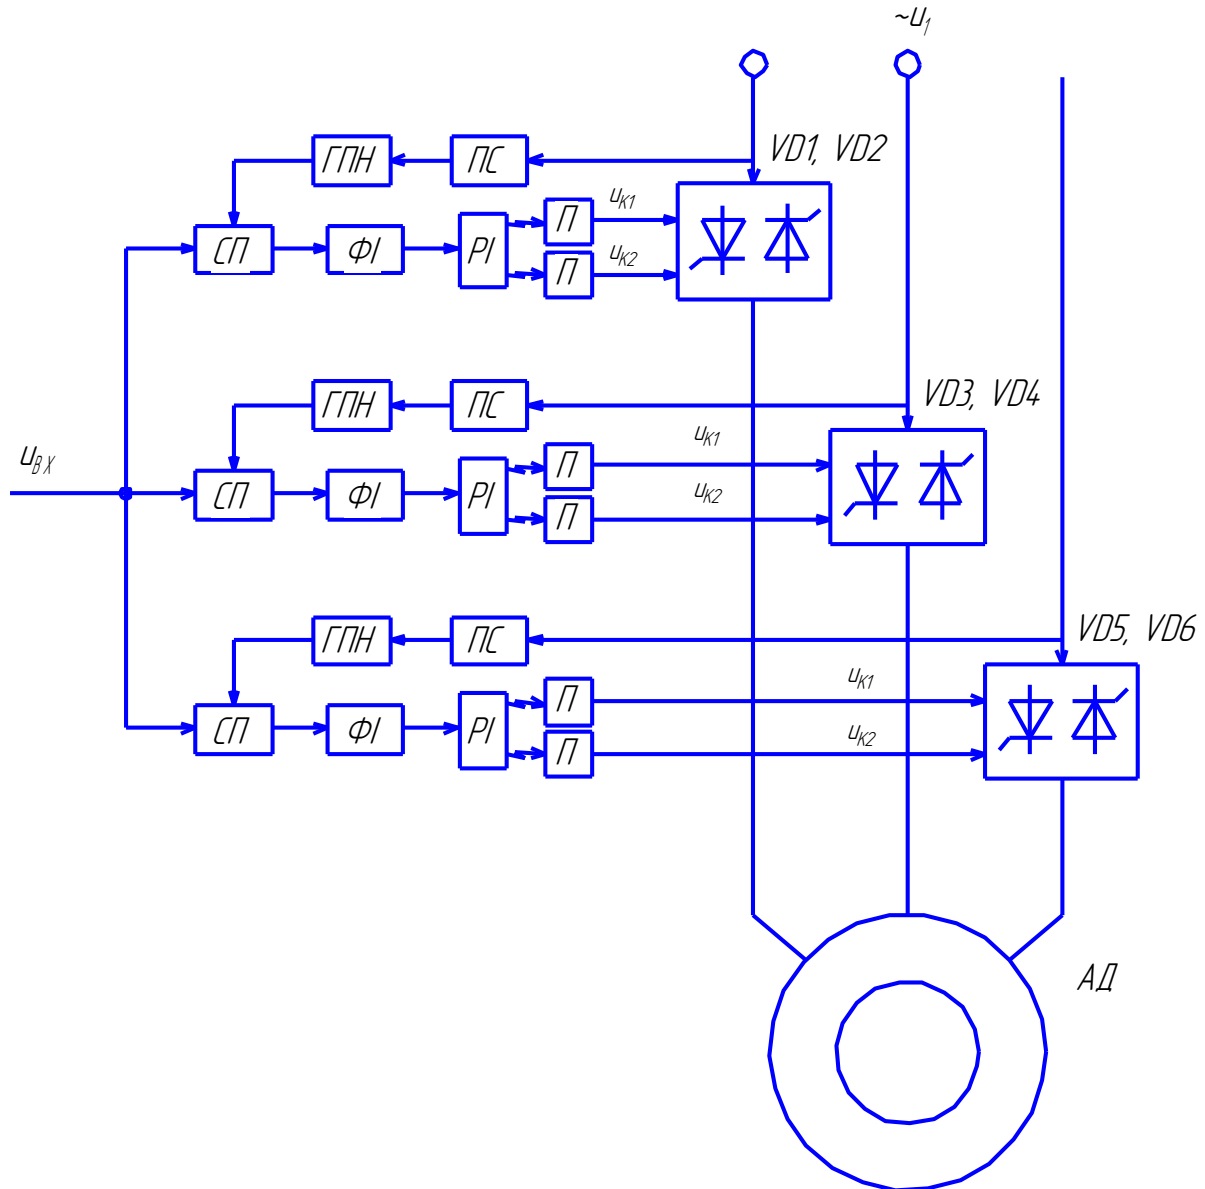 ~u1
VD1, VD2
ГПН
ПС
СП
ФІ
РІ
П
П
uК1
uК2
VD3, VD4
ГПН
ПС
uВХ
СП
ФІ
РІ
П
П
uК1
uК2
VD5, VD6
ГПН
ПС
СП
ФІ
РІ
П
П
uК1
uК2
АД